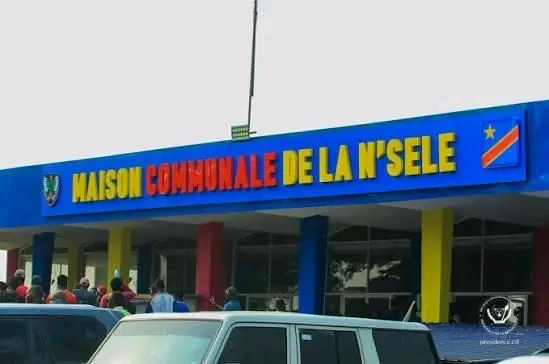 MAISON COMMUNALE DE LA N'SELE
presidence.cd